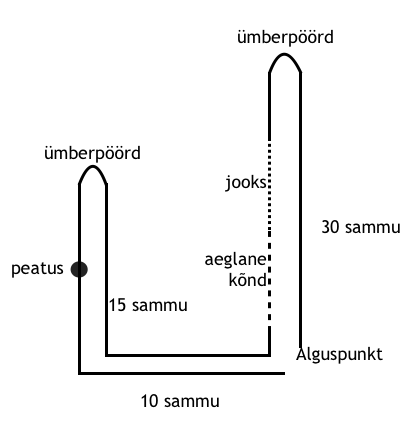 ümberpöörd
ümberpöörd
jooks
30 sammu
aeglane
kõnd
peatus
15 sammu
Alguspunkt
10 sammu